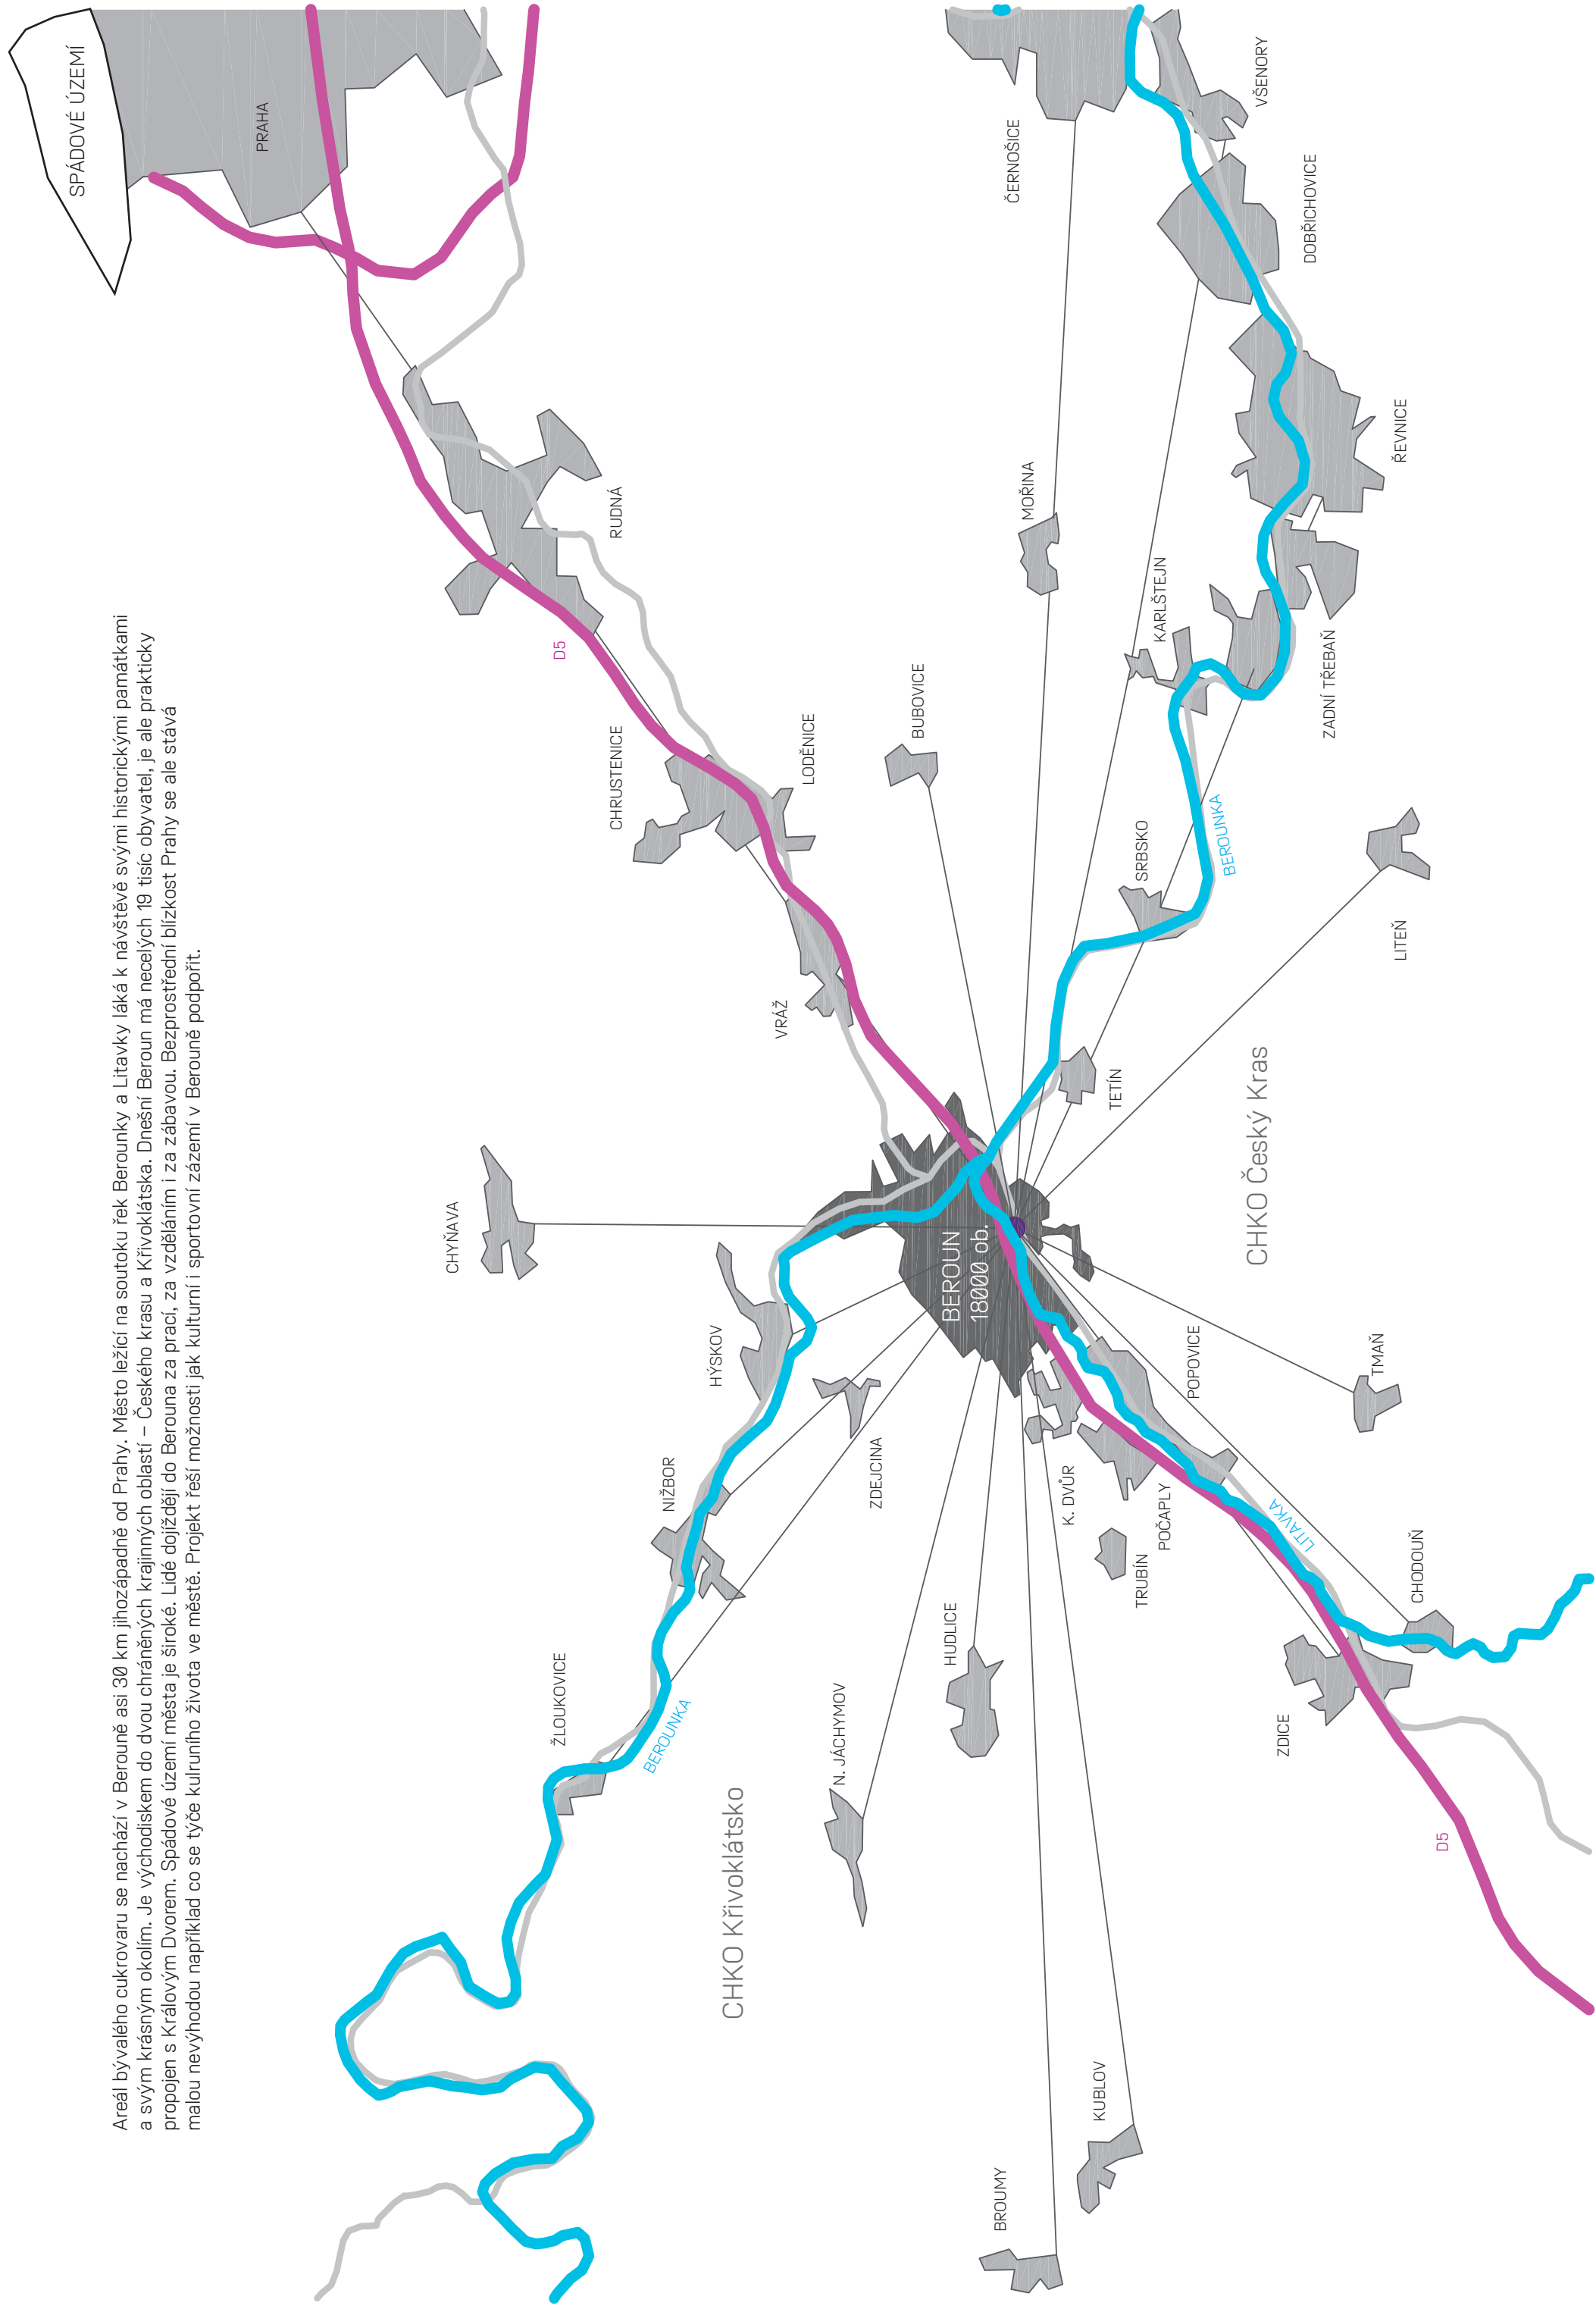 SPÁDOVÉ ÚZEMÍ
Areál bývalého cukrovaru se nachází v Berouně asi 30 km jihozápadně od Prahy. Město ležící na soutoku řek Berounky a Litavky láká k návštěvě svými historickými památkami
a svým krásným okolím. Je východiskem do dvou chráněných krajinných oblastí – Českého krasu a Křivoklátska. Dnešní Beroun má necelých 19 tisíc obyvatel, je ale prakticky
propojen s Královým Dvorem. Spádové území města je široké. Lidé dojíždějí do Berouna za prací, za vzděláním i za zábavou. Bezprostřední blízkost Prahy se ale stává
malou nevýhodou například co se týče kulruního života ve městě. Projekt řeší možnosti jak kulturní i sportovní zázemí v Berouně podpořit.
PRAHA
RUDNÁ
D5
CHRUSTENICE
LODĚNICE
VRÁŽ
CHYŇAVA
HÝSKOV
NIŽBOR
ŽLOUKOVICE
BEROUNKA
ZDEJCINA
CHKO Křivoklátsko
N. JÁCHYMOV
HUDLICE
BEROUN
18000 ob.
BUBOVICE
MOŘINA
ČERNOŠICE
VŠENORY
DOBŘICHOVICE
ŘEVNICE
KARLŠTEJN
ZADNÍ TŘEBAŇ
SRBSKO
BEROUNKA
TETÍN
LITEŇ
CHKO Český Kras
TMAŇ
POPOVICE
K. DVŮR
POČAPLY
TRUBÍN
LITAVKA
CHODOUŇ
ZDICE
D5
KUBLOV
BROUMY